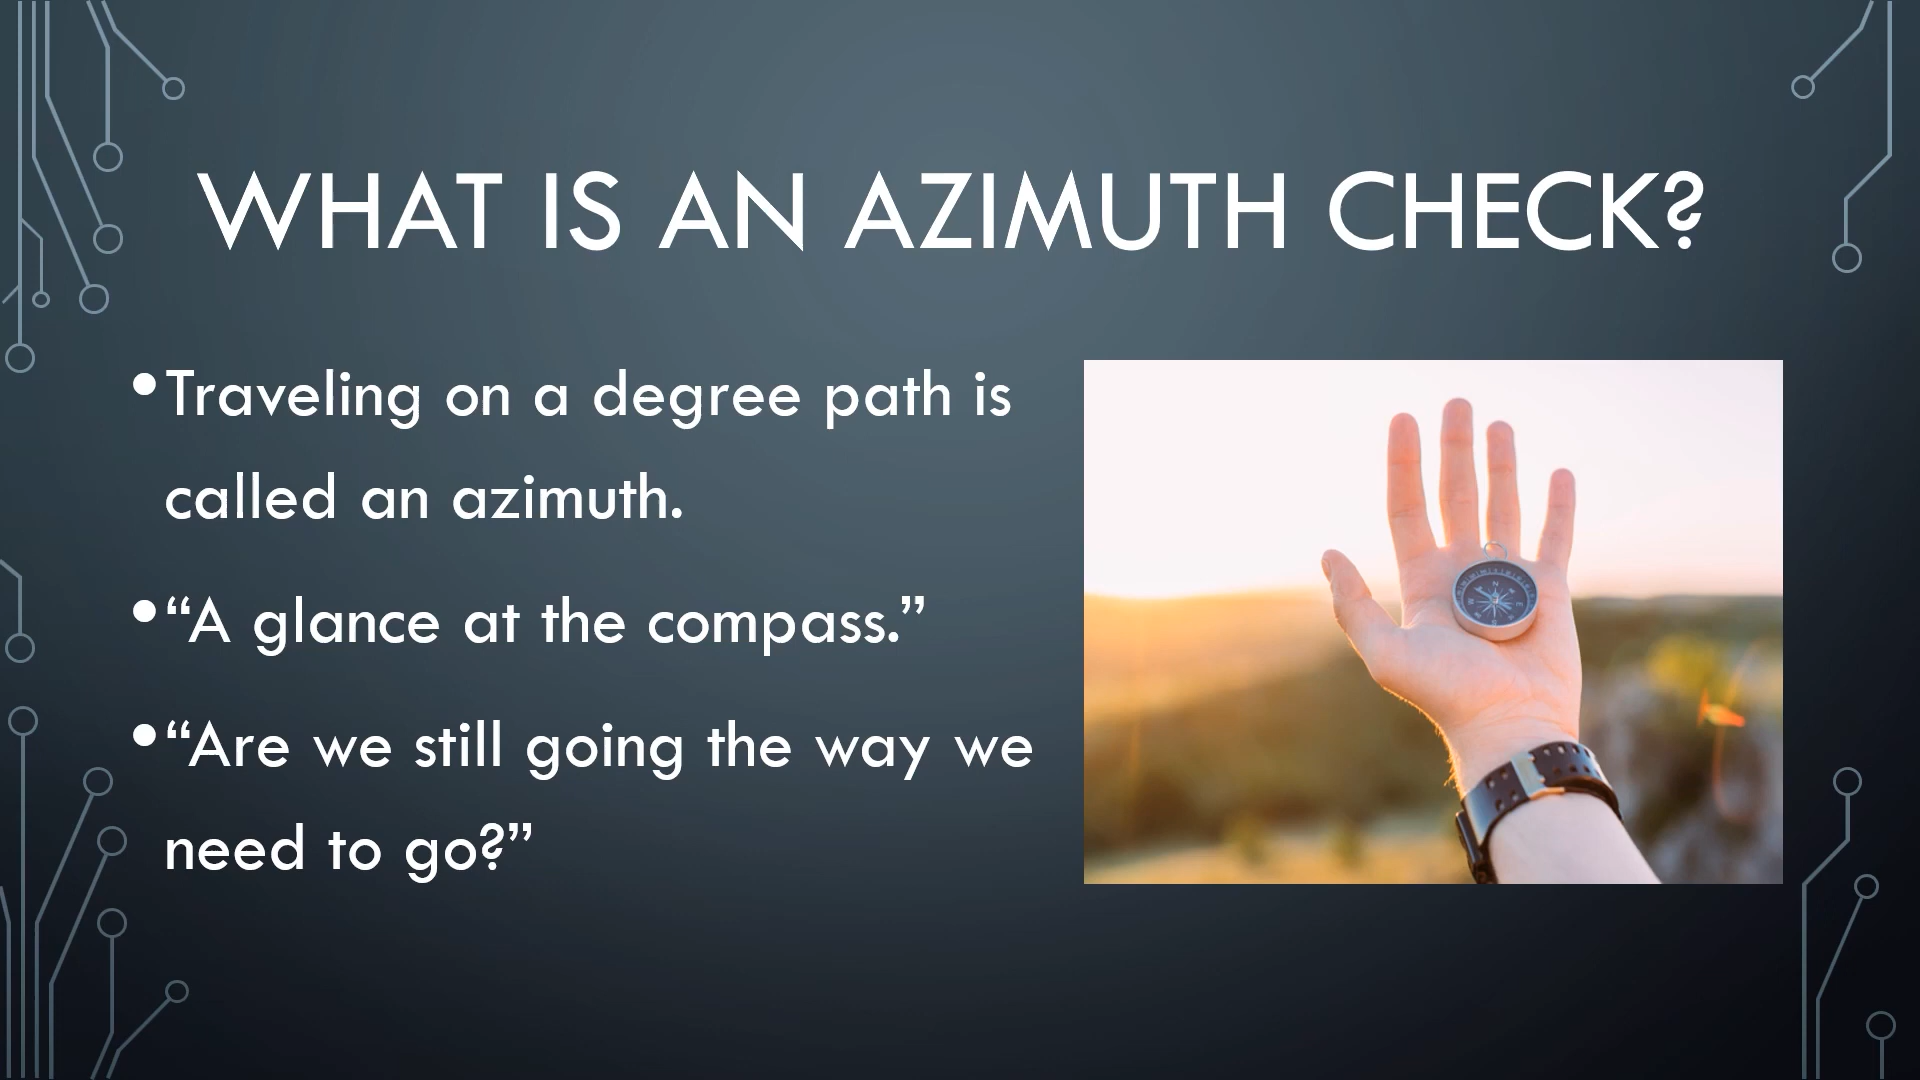 WHAT IS AN AZIMUTH CHECK?
•Traveling on a degree path is
called an azimuth.
•“A glance at the compass.”
•“Are we still going the way we
need to go?”